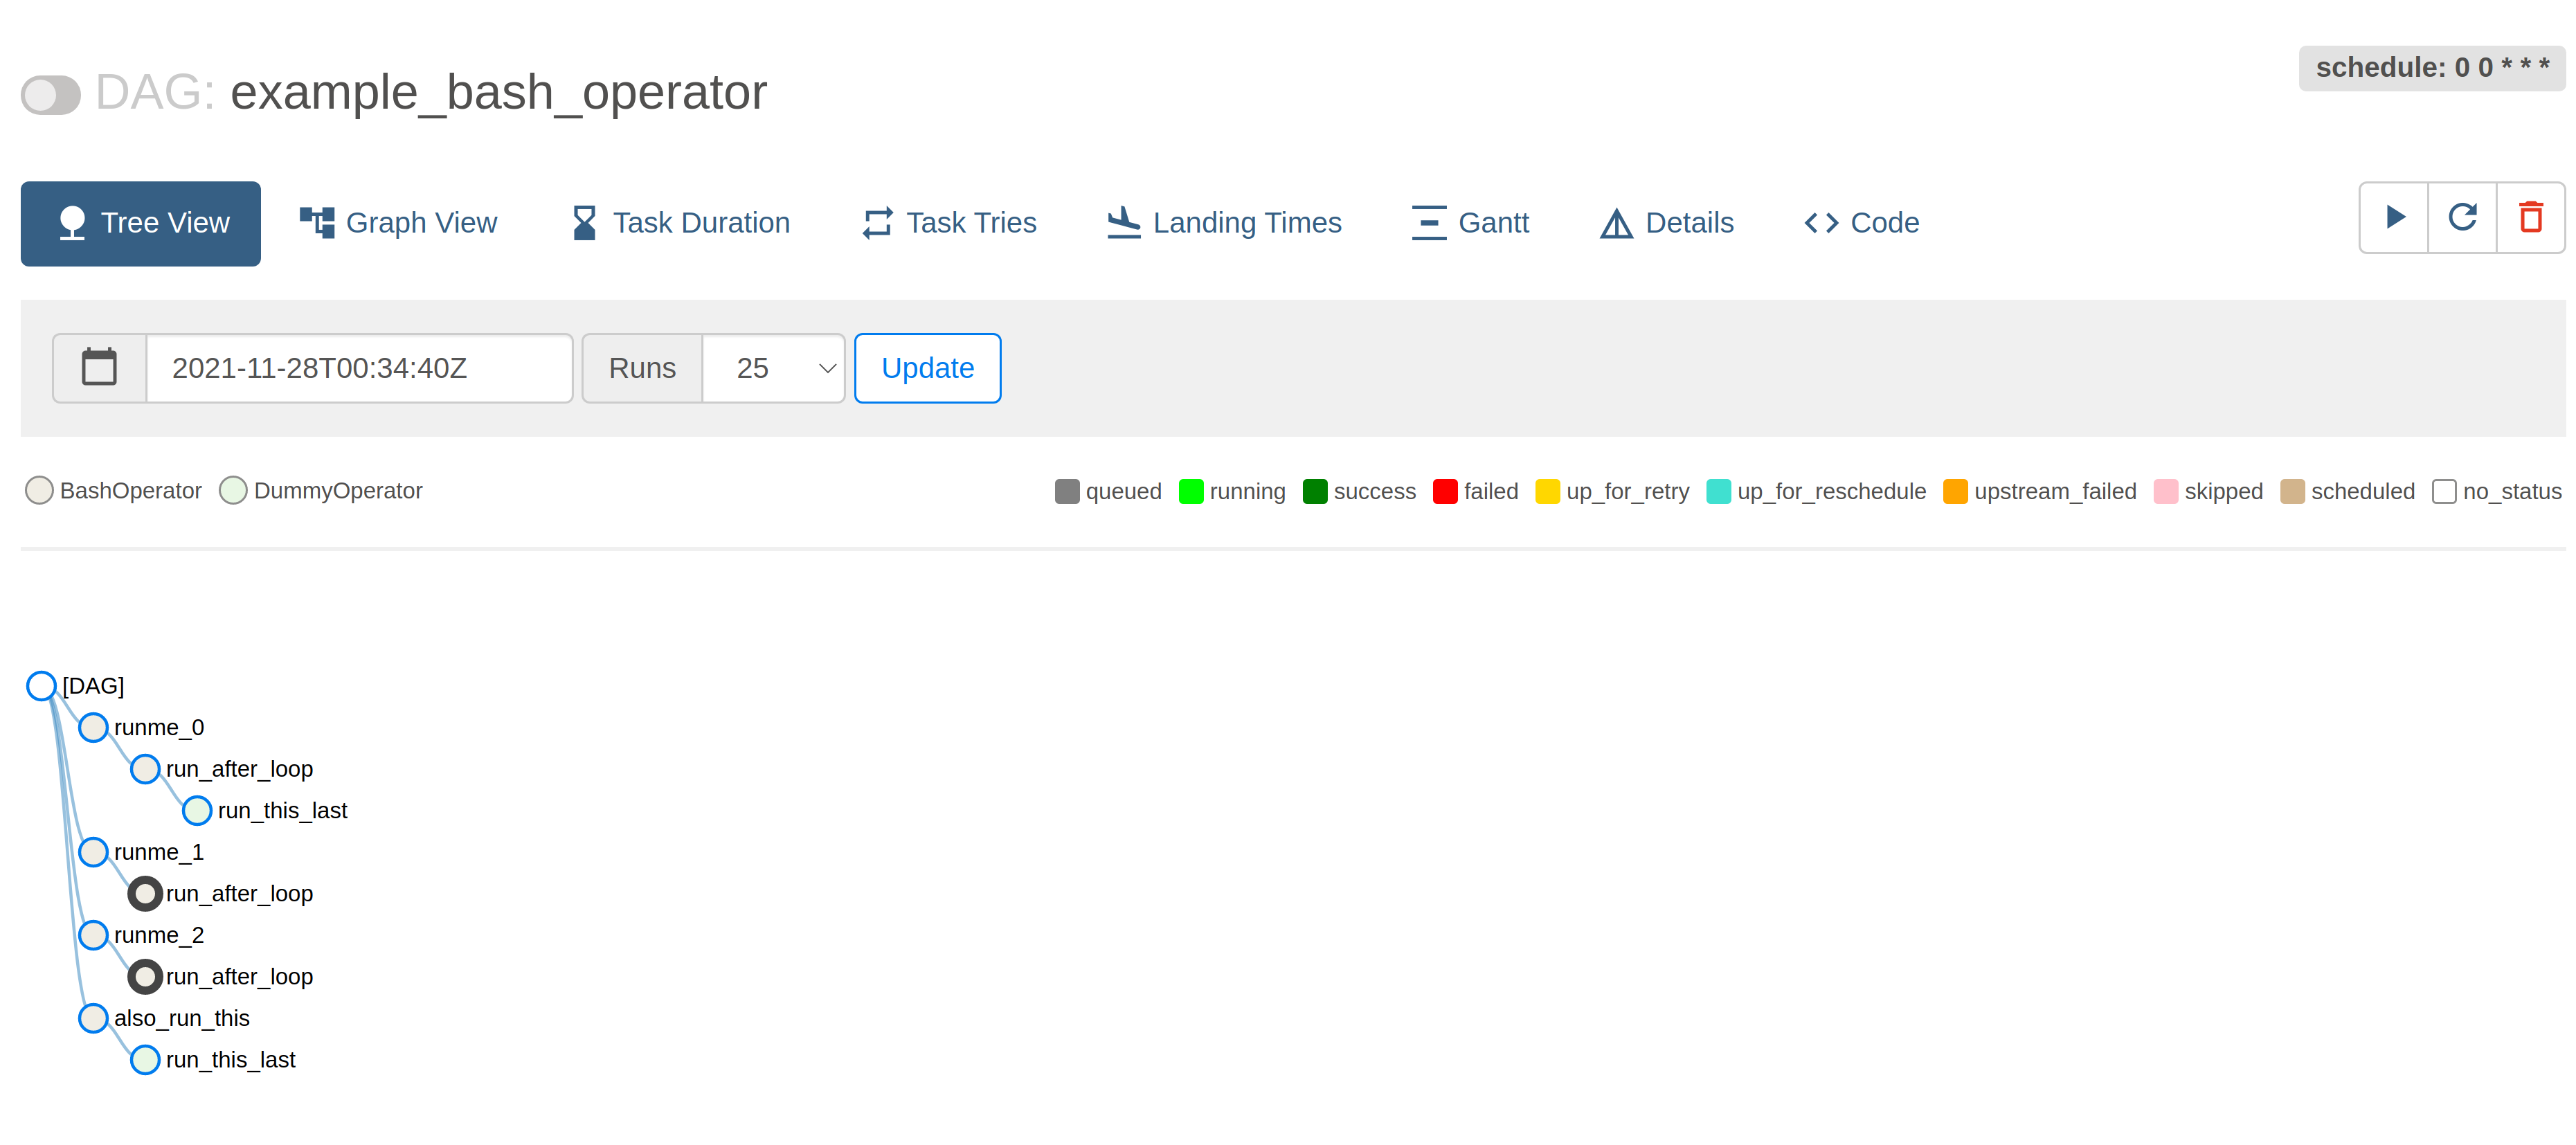 DAG: example_bash_operator
schedule: 0 0 * * *
Tree View Graph View Task Duration Task Tries Landing Times Gantt Details Code
2021-11-28T00:34:40Z Runs 25 Update
BashOperator DummyOperator queued running success failed up_for_retry up_for_reschedule upstream_failed skipped scheduled no_status
[DAG]
runme_0
run_after_loop
run_this_last
runme_1
run_after_loop
runme_2
run_after_loop
also_run_this
run_this_last